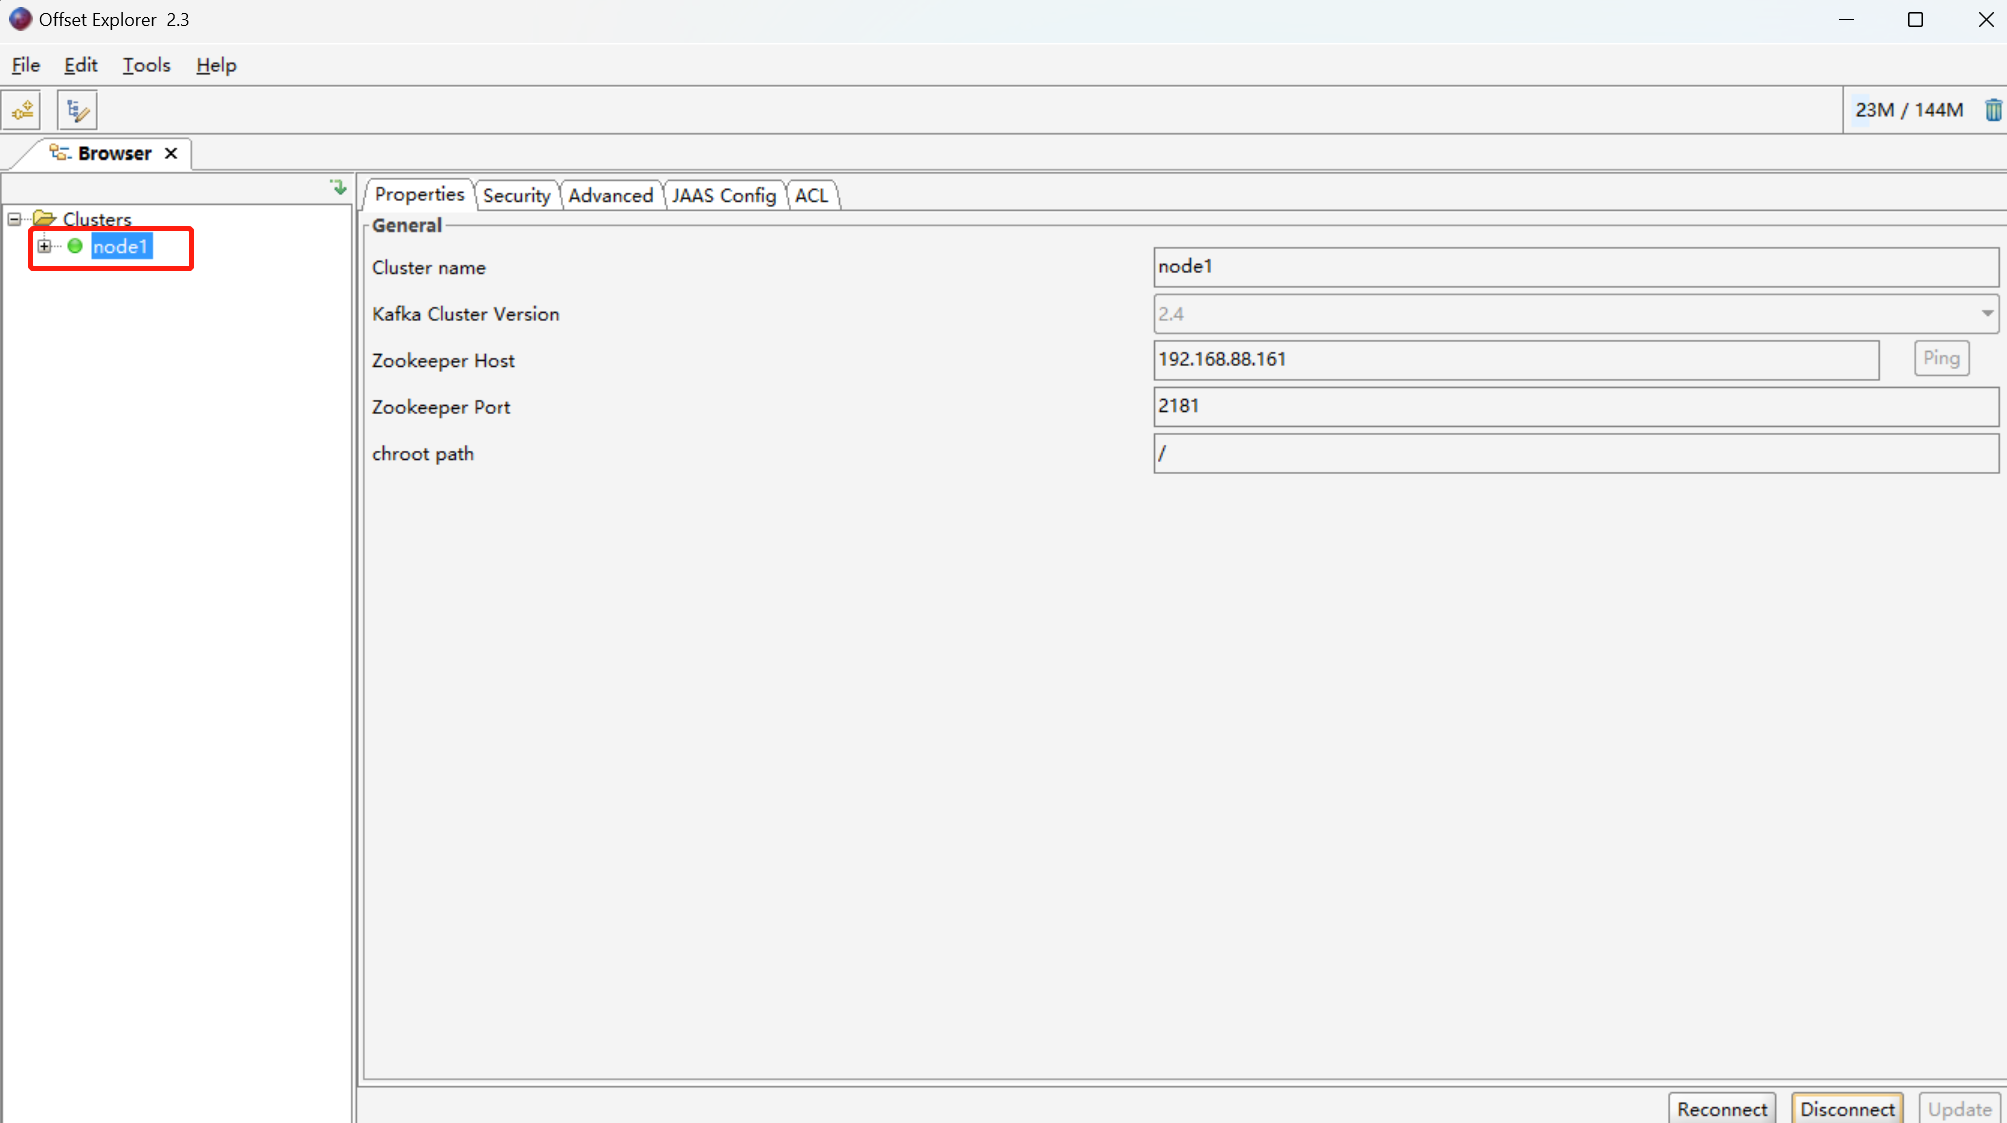 Offset Explorer 2.3
File Edit Tools Help
23M / 144M
Browser
Clusters
node1
Properties Security Advanced JAAS Config ACL
General
Cluster name node1
Kafka Cluster Version 2.4
Zookeeper Host 192.168.88.161 Ping
Zookeeper Port 2181
chroot path /
Reconnect Disconnect Update